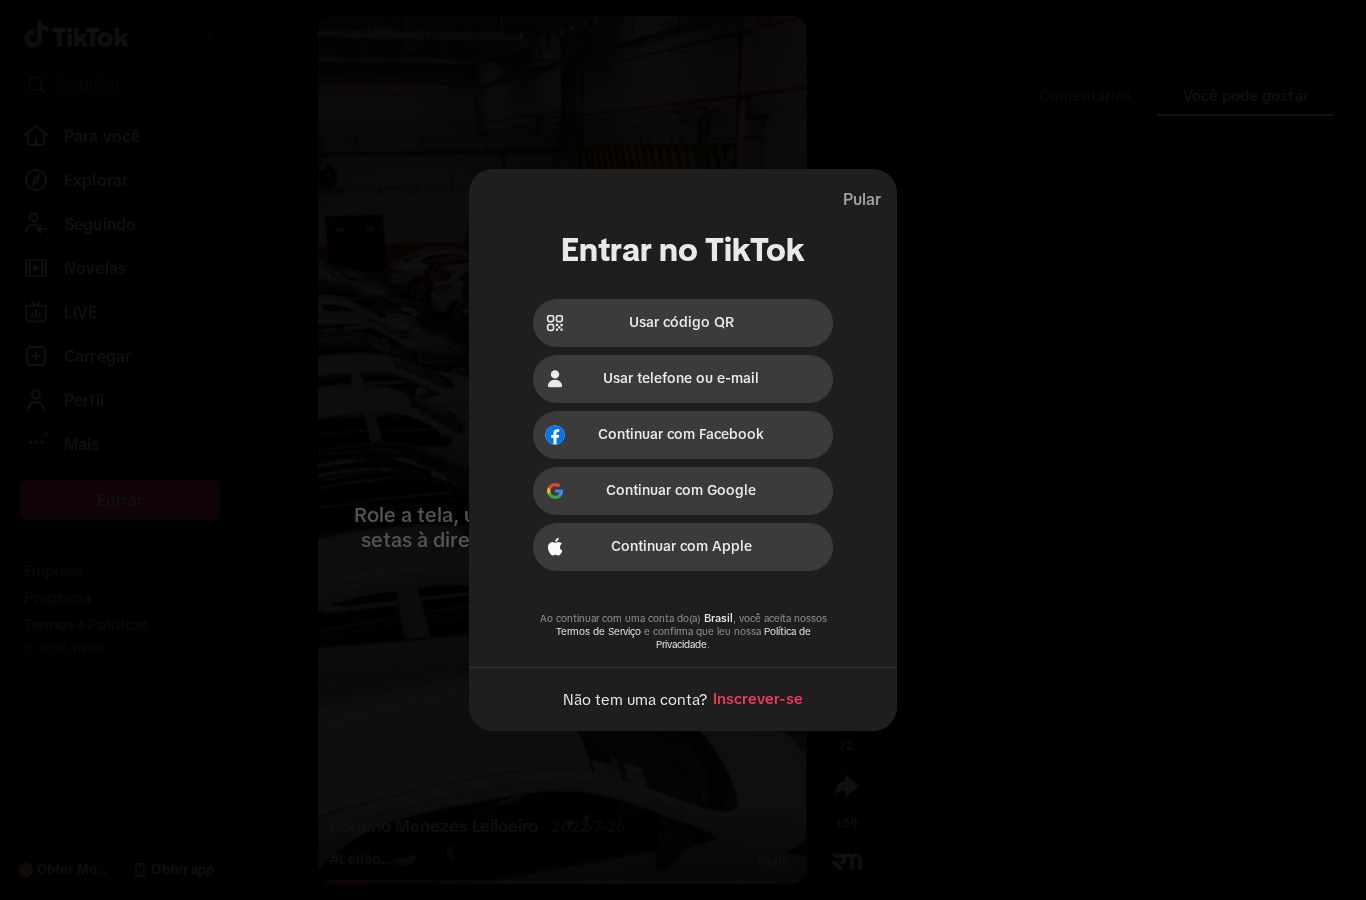 TikTok
Pesquisar
Para você
Explorar
Seguindo
Novelas
LIVE
Carregar
Perfil
Mais
Entrar
Empresa
Programa
Termos e Políticas
© 2026 TikTok
Obter Mo...
Obter app
Role a tela, u
setas à dire
Rogério Menezes Leiloeiro · 2022-7-26
#Leilão...
mais
72
109
Comentários
Você pode gostar
Pular
Entrar no TikTok
Usar código QR
Usar telefone ou e-mail
Continuar com Facebook
Continuar com Google
Continuar com Apple
Ao continuar com uma conta do(a) Brasil, você aceita nossos
Termos de Serviço e confirma que leu nossa Política de
Privacidade.
Não tem uma conta? Inscrever-se